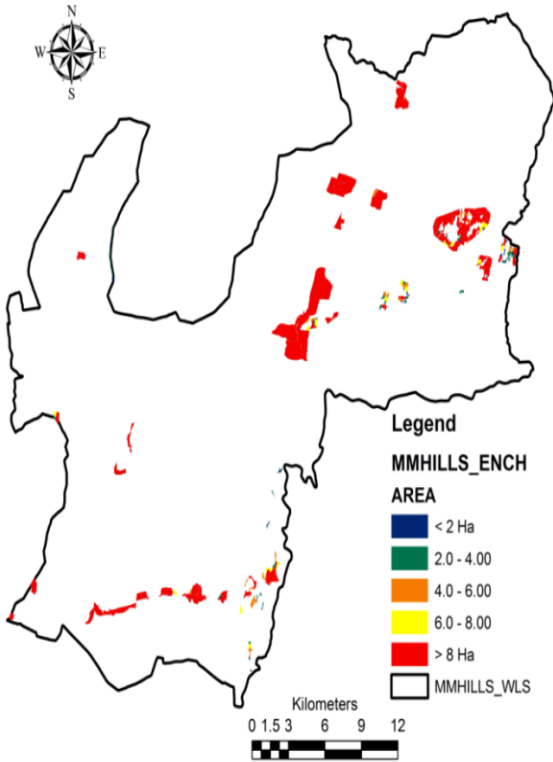 N
W E
S
Legend
MMHILLS_ENCH
AREA
< 2 Ha
2.0 - 4.00
4.0 - 6.00
6.0 - 8.00
> 8 Ha
MMHILLS_WLS
Kilometers
0 1.5 3 6 9 12